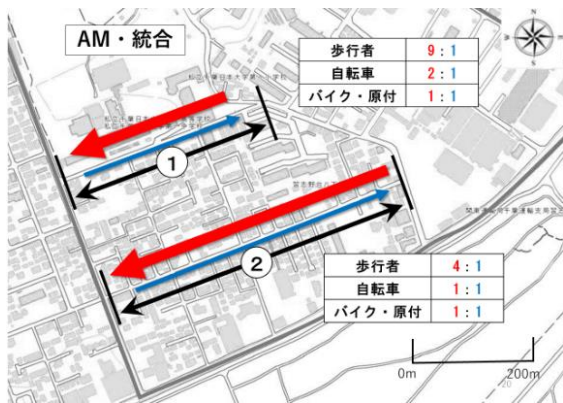 AM・統合
歩行者 9 : 1
自転車 2 : 1
バイク・原付 1 : 1
①
②
歩行者 4 : 1
自転車 1 : 1
バイク・原付 1 : 1
0m 200m
20